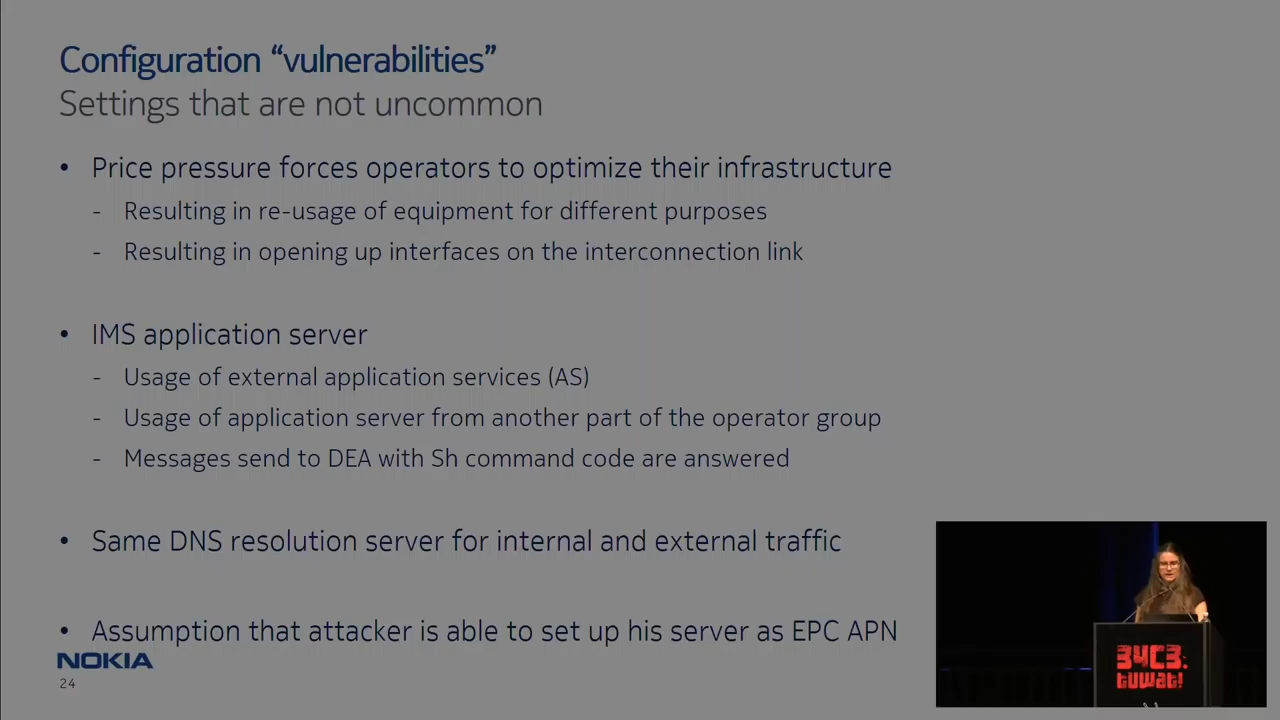 Configuration “vulnerabilities”
Settings that are not uncommon
• Price pressure forces operators to optimize their infrastructure
- Resulting in re-usage of equipment for different purposes
- Resulting in opening up interfaces on the interconnection link
• IMS application server
- Usage of external application services (AS)
- Usage of application server from another part of the operator group
- Messages send to DEA with Sh command code are answered
• Same DNS resolution server for internal and external traffic
• Assumption that attacker is able to set up his server as EPC APN
NOKIA
24
34C3:
tuwat!